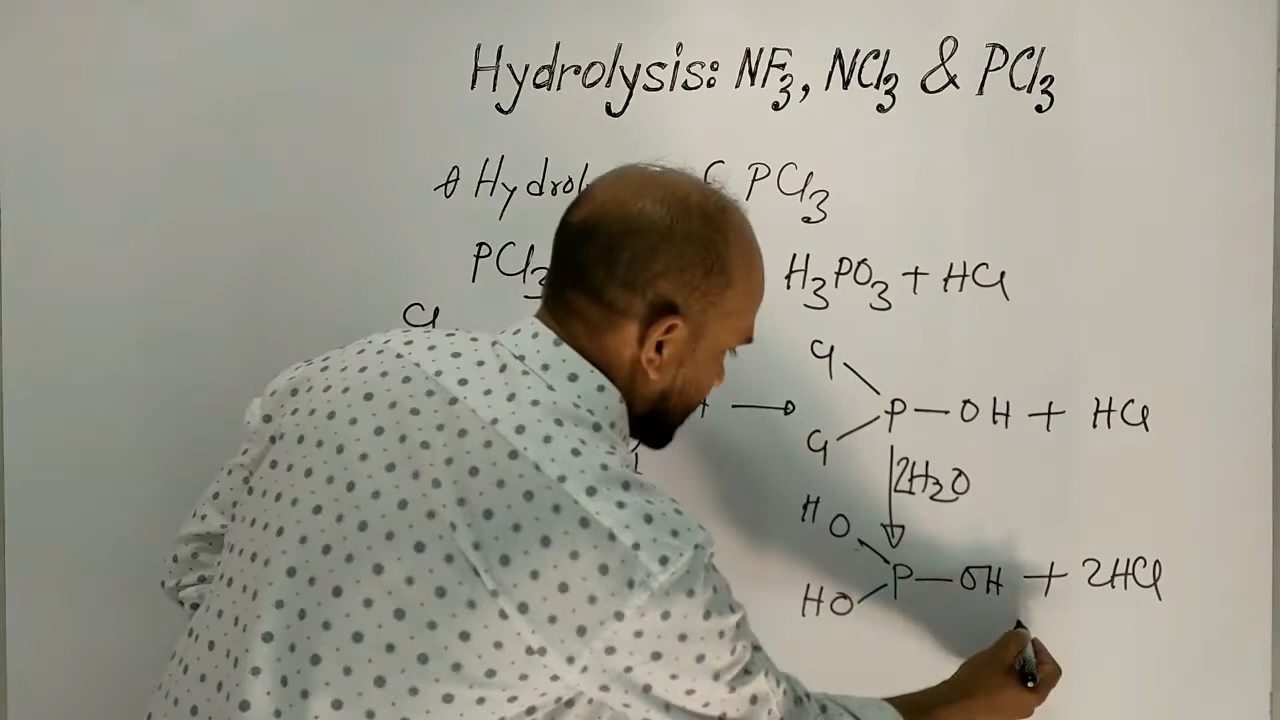 Hydrolysis: NF3, NCl3 & PCl3
Hydrol PCl3
PCl3 H3PO3 + HCl
Cl
Cl
P — OH + HCl
Cl
2H2O
HO
P — OH + 2HCl
HO